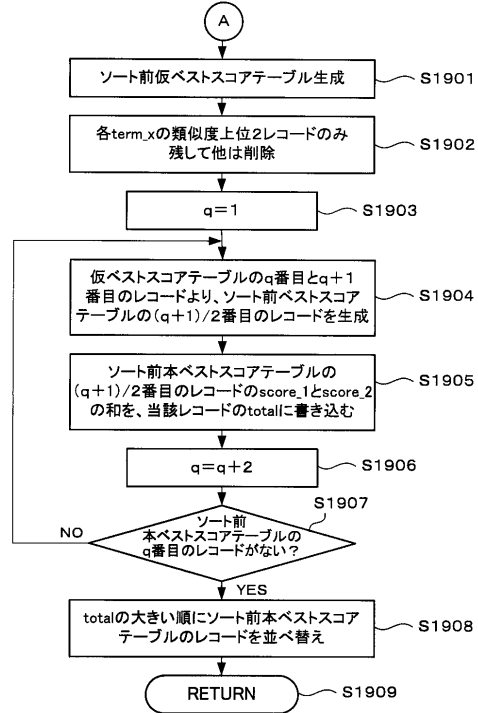 A
ソート前仮ベストスコアテーブル生成
S1901
各term_xの類似度上位2レコードのみ
残して他は削除
S1902
q=1
S1903
仮ベストスコアテーブルのq番目とq+1
番目のレコードより、ソート前ベストスコア
テーブルの(q+1)/2番目のレコードを生成
S1904
ソート前本ベストスコアテーブルの
(q+1)/2番目のレコードのscore_1とscore_2
の和を、当該レコードのtotalに書き込む
S1905
q=q+2
S1906
S1907
ソート前
本ベストスコアテーブルの
q番目のレコードがない?
NO
YES
totalの大きい順にソート前本ベストスコア
テーブルのレコードを並べ替え
S1908
RETURN
S1909